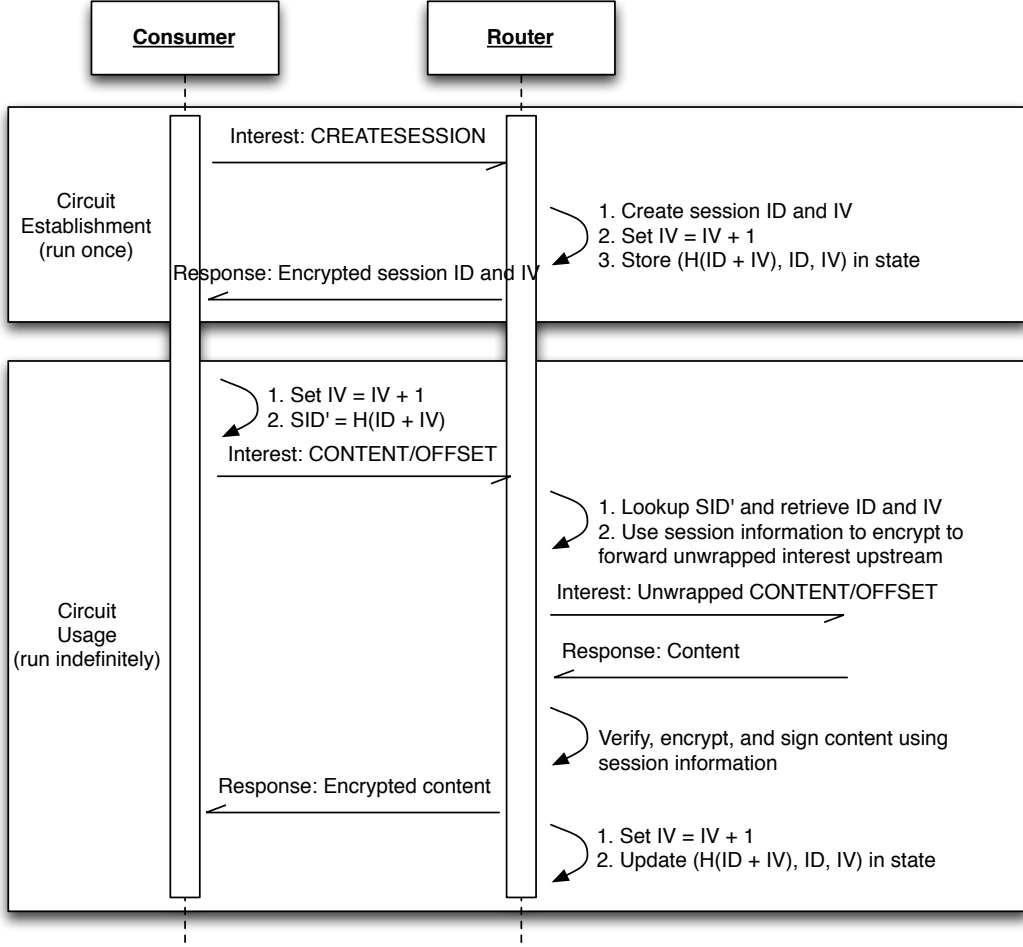 Consumer
Router
Interest: CREATESESSION
Circuit
Establishment
(run once)
1. Create session ID and IV
2. Set IV = IV + 1
3. Store (H(ID + IV), ID, IV) in state
Response: Encrypted session ID and IV
1. Set IV = IV + 1
2. SID' = H(ID + IV)
Interest: CONTENT/OFFSET
1. Lookup SID' and retrieve ID and IV
2. Use session information to encrypt to
forward unwrapped interest upstream
Interest: Unwrapped CONTENT/OFFSET
Circuit
Usage
(run indefinitely)
Response: Content
Verify, encrypt, and sign content using
session information
Response: Encrypted content
1. Set IV = IV + 1
2. Update (H(ID + IV), ID, IV) in state